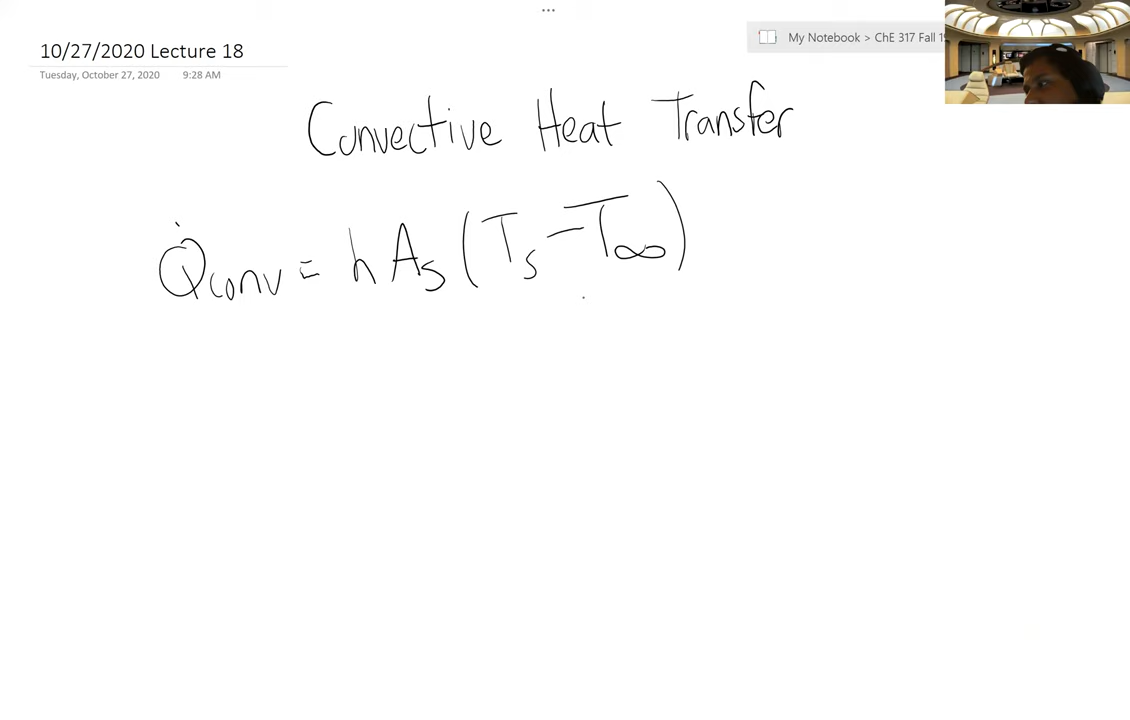 10/27/2020 Lecture 18
Tuesday, October 27, 2020 9:28 AM
My Notebook > ChE 317 Fall
Convective Heat Transfer
Q̇conv = h As (Ts − T∞)